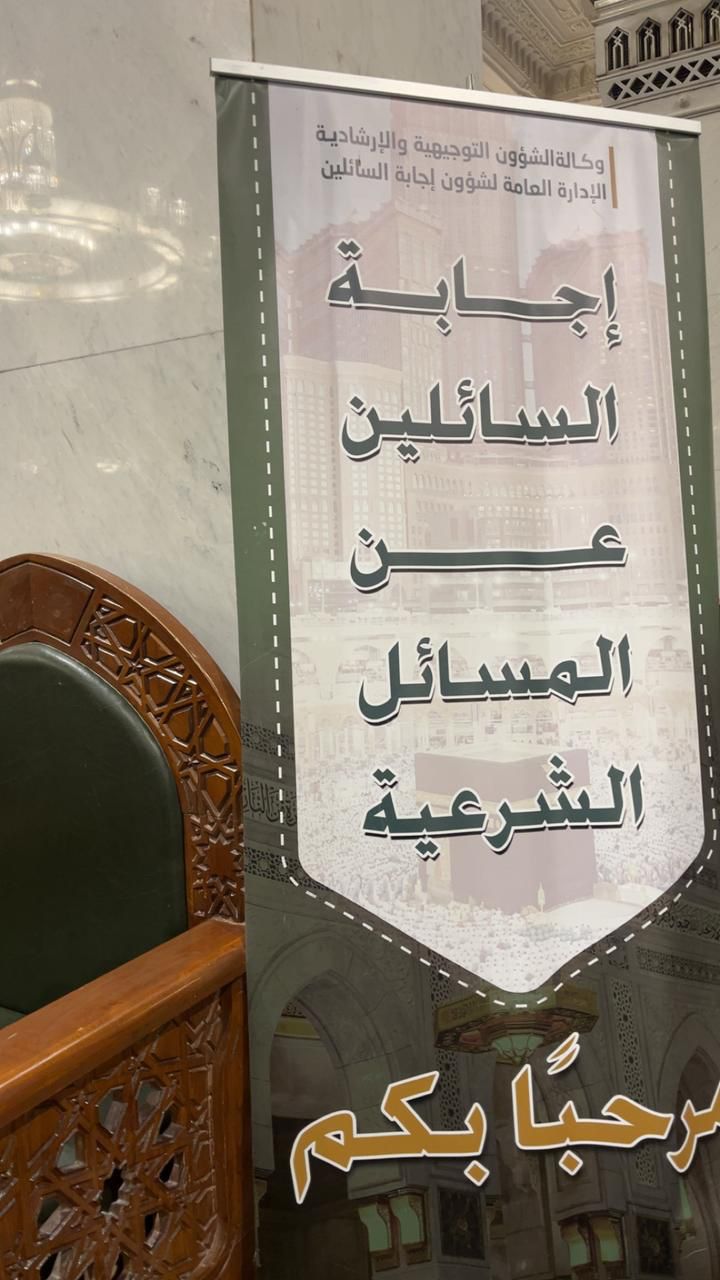 وكالة الشؤون التوجيهية والإرشادية
الإدارة العامة لشؤون إجابة السائلين
إجابة
السائلين
عن
المسائل
الشرعية
مرحبًا بكم